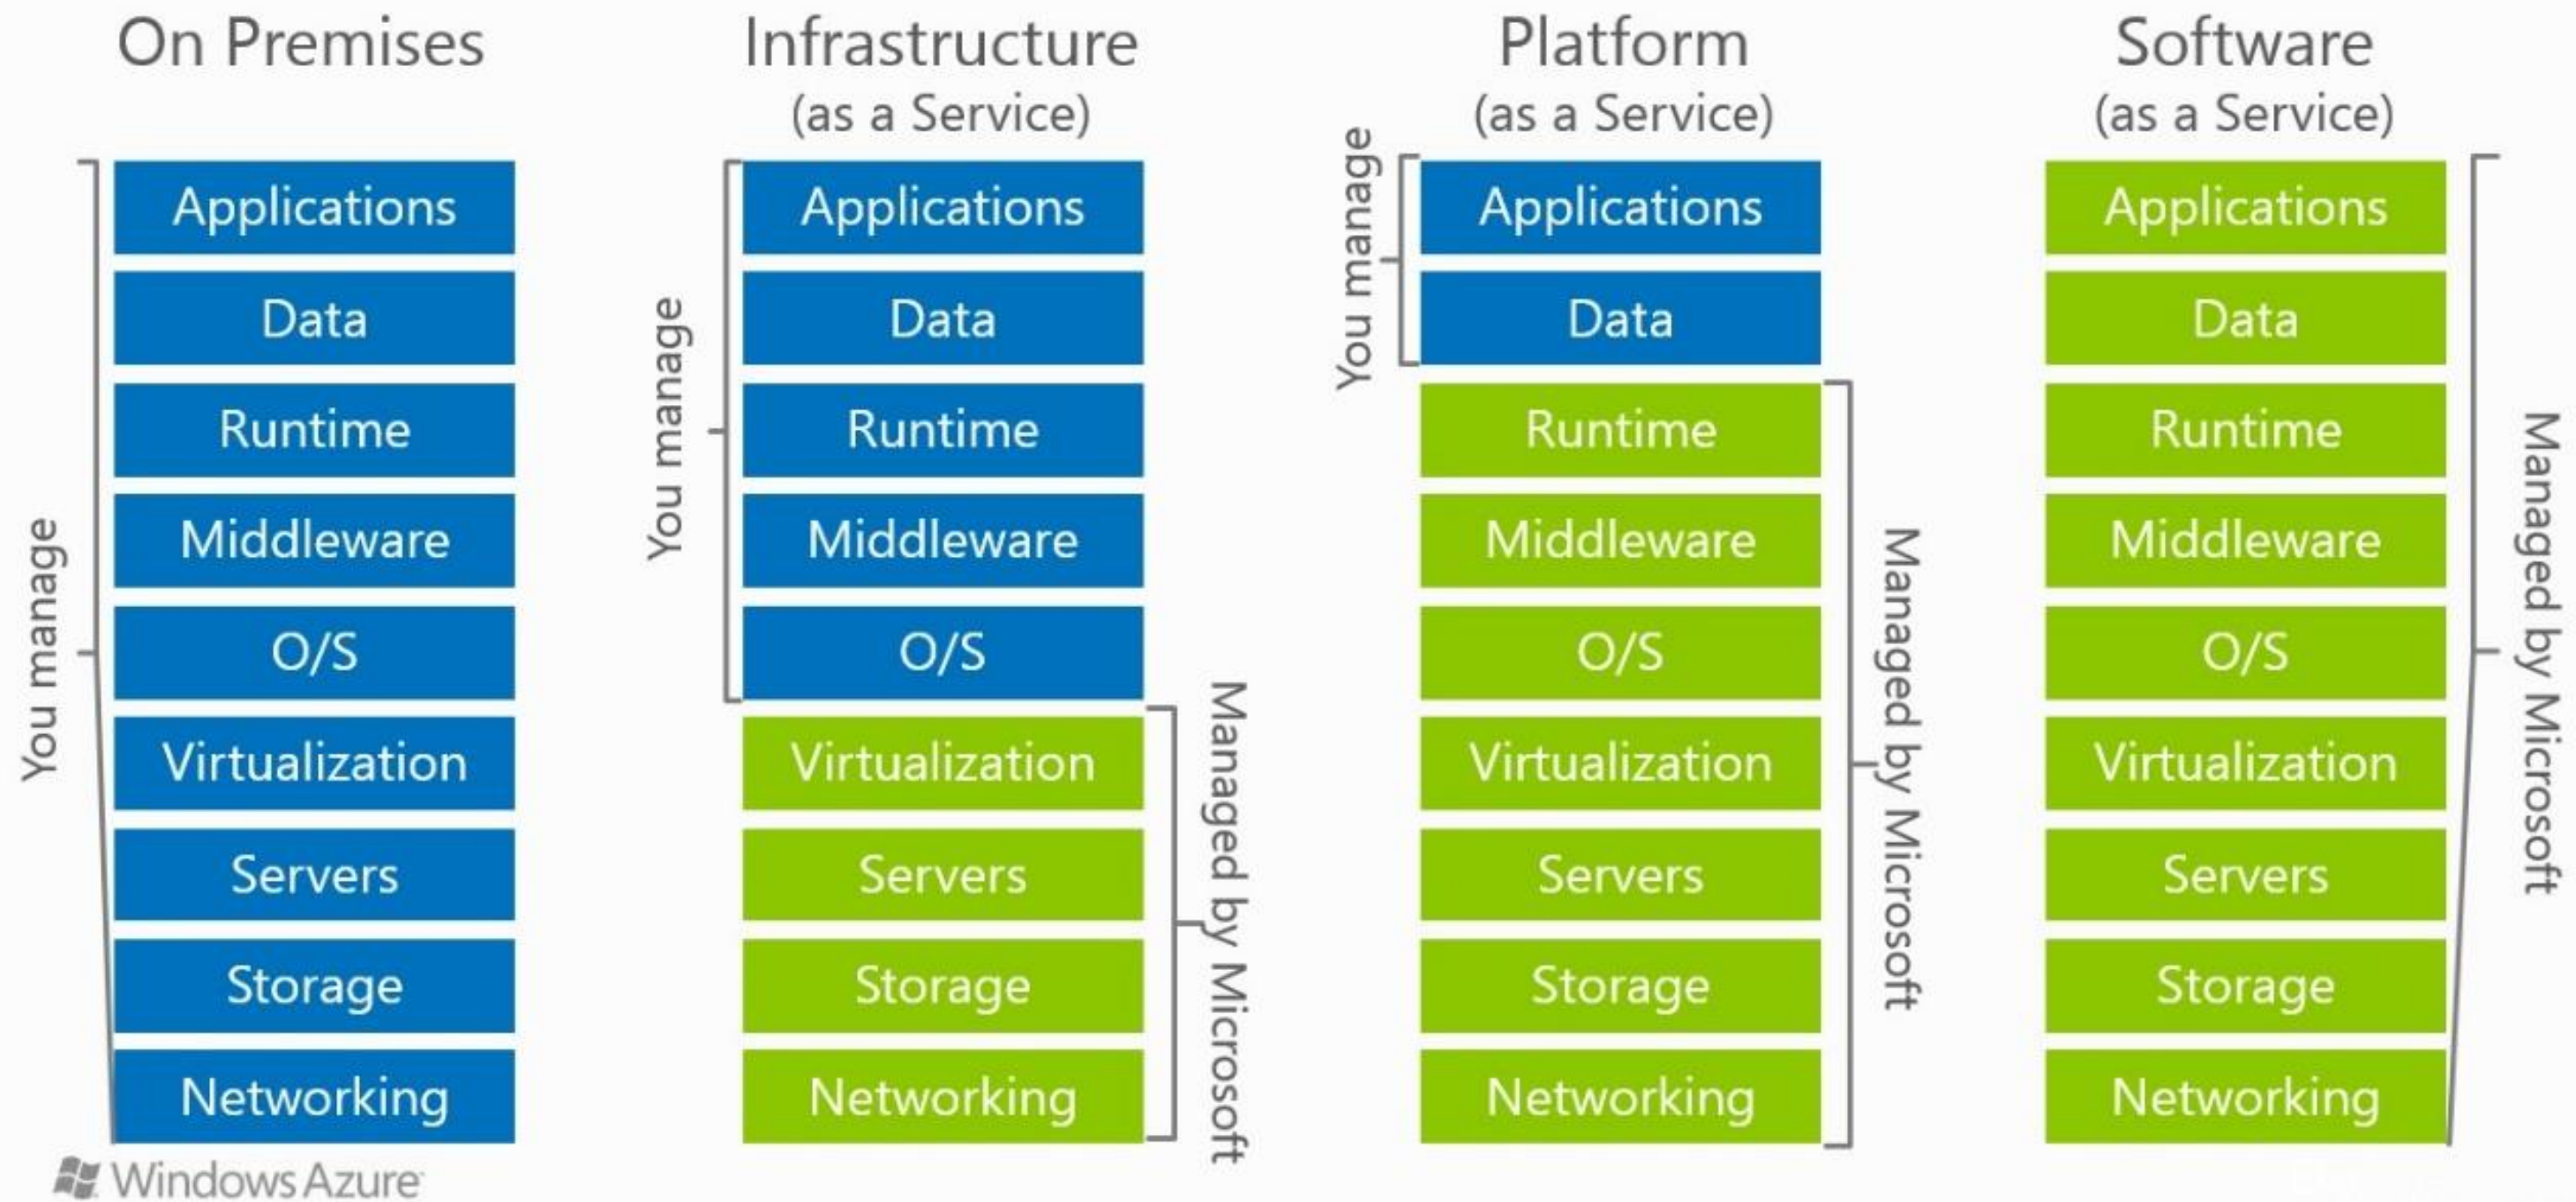 On Premises
You manage
Applications
Data
Runtime
Middleware
O/S
Virtualization
Servers
Storage
Networking
Infrastructure
(as a Service)
You manage
Applications
Data
Runtime
Middleware
O/S
Virtualization
Servers
Storage
Networking
Managed by Microsoft
Platform
(as a Service)
You manage
Applications
Data
Runtime
Middleware
O/S
Virtualization
Servers
Storage
Networking
Managed by Microsoft
Software
(as a Service)
Applications
Data
Runtime
Middleware
O/S
Virtualization
Servers
Storage
Networking
Managed by Microsoft
Windows Azure